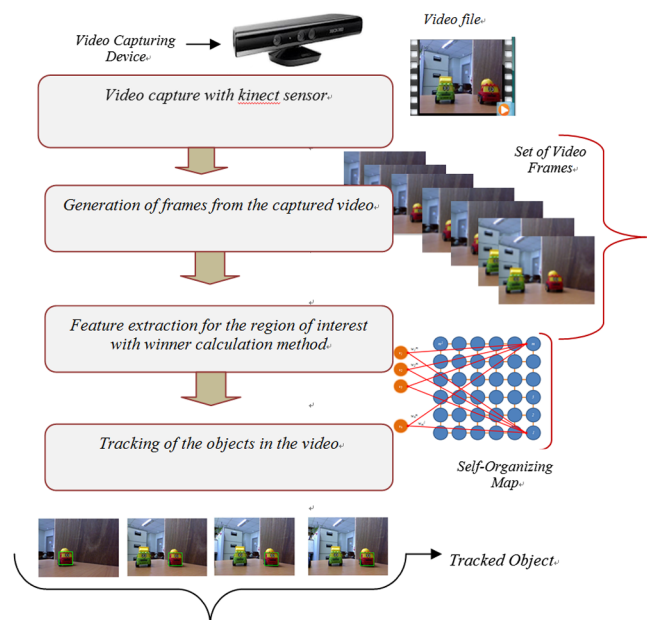 Video file
Video Capturing
Device
Video capture with kinect sensor
Set of Video
Frames
Generation of frames from the captured video
Feature extraction for the region of interest
with winner calculation method
Tracking of the objects in the video
Self-Organizing
Map
Tracked Object